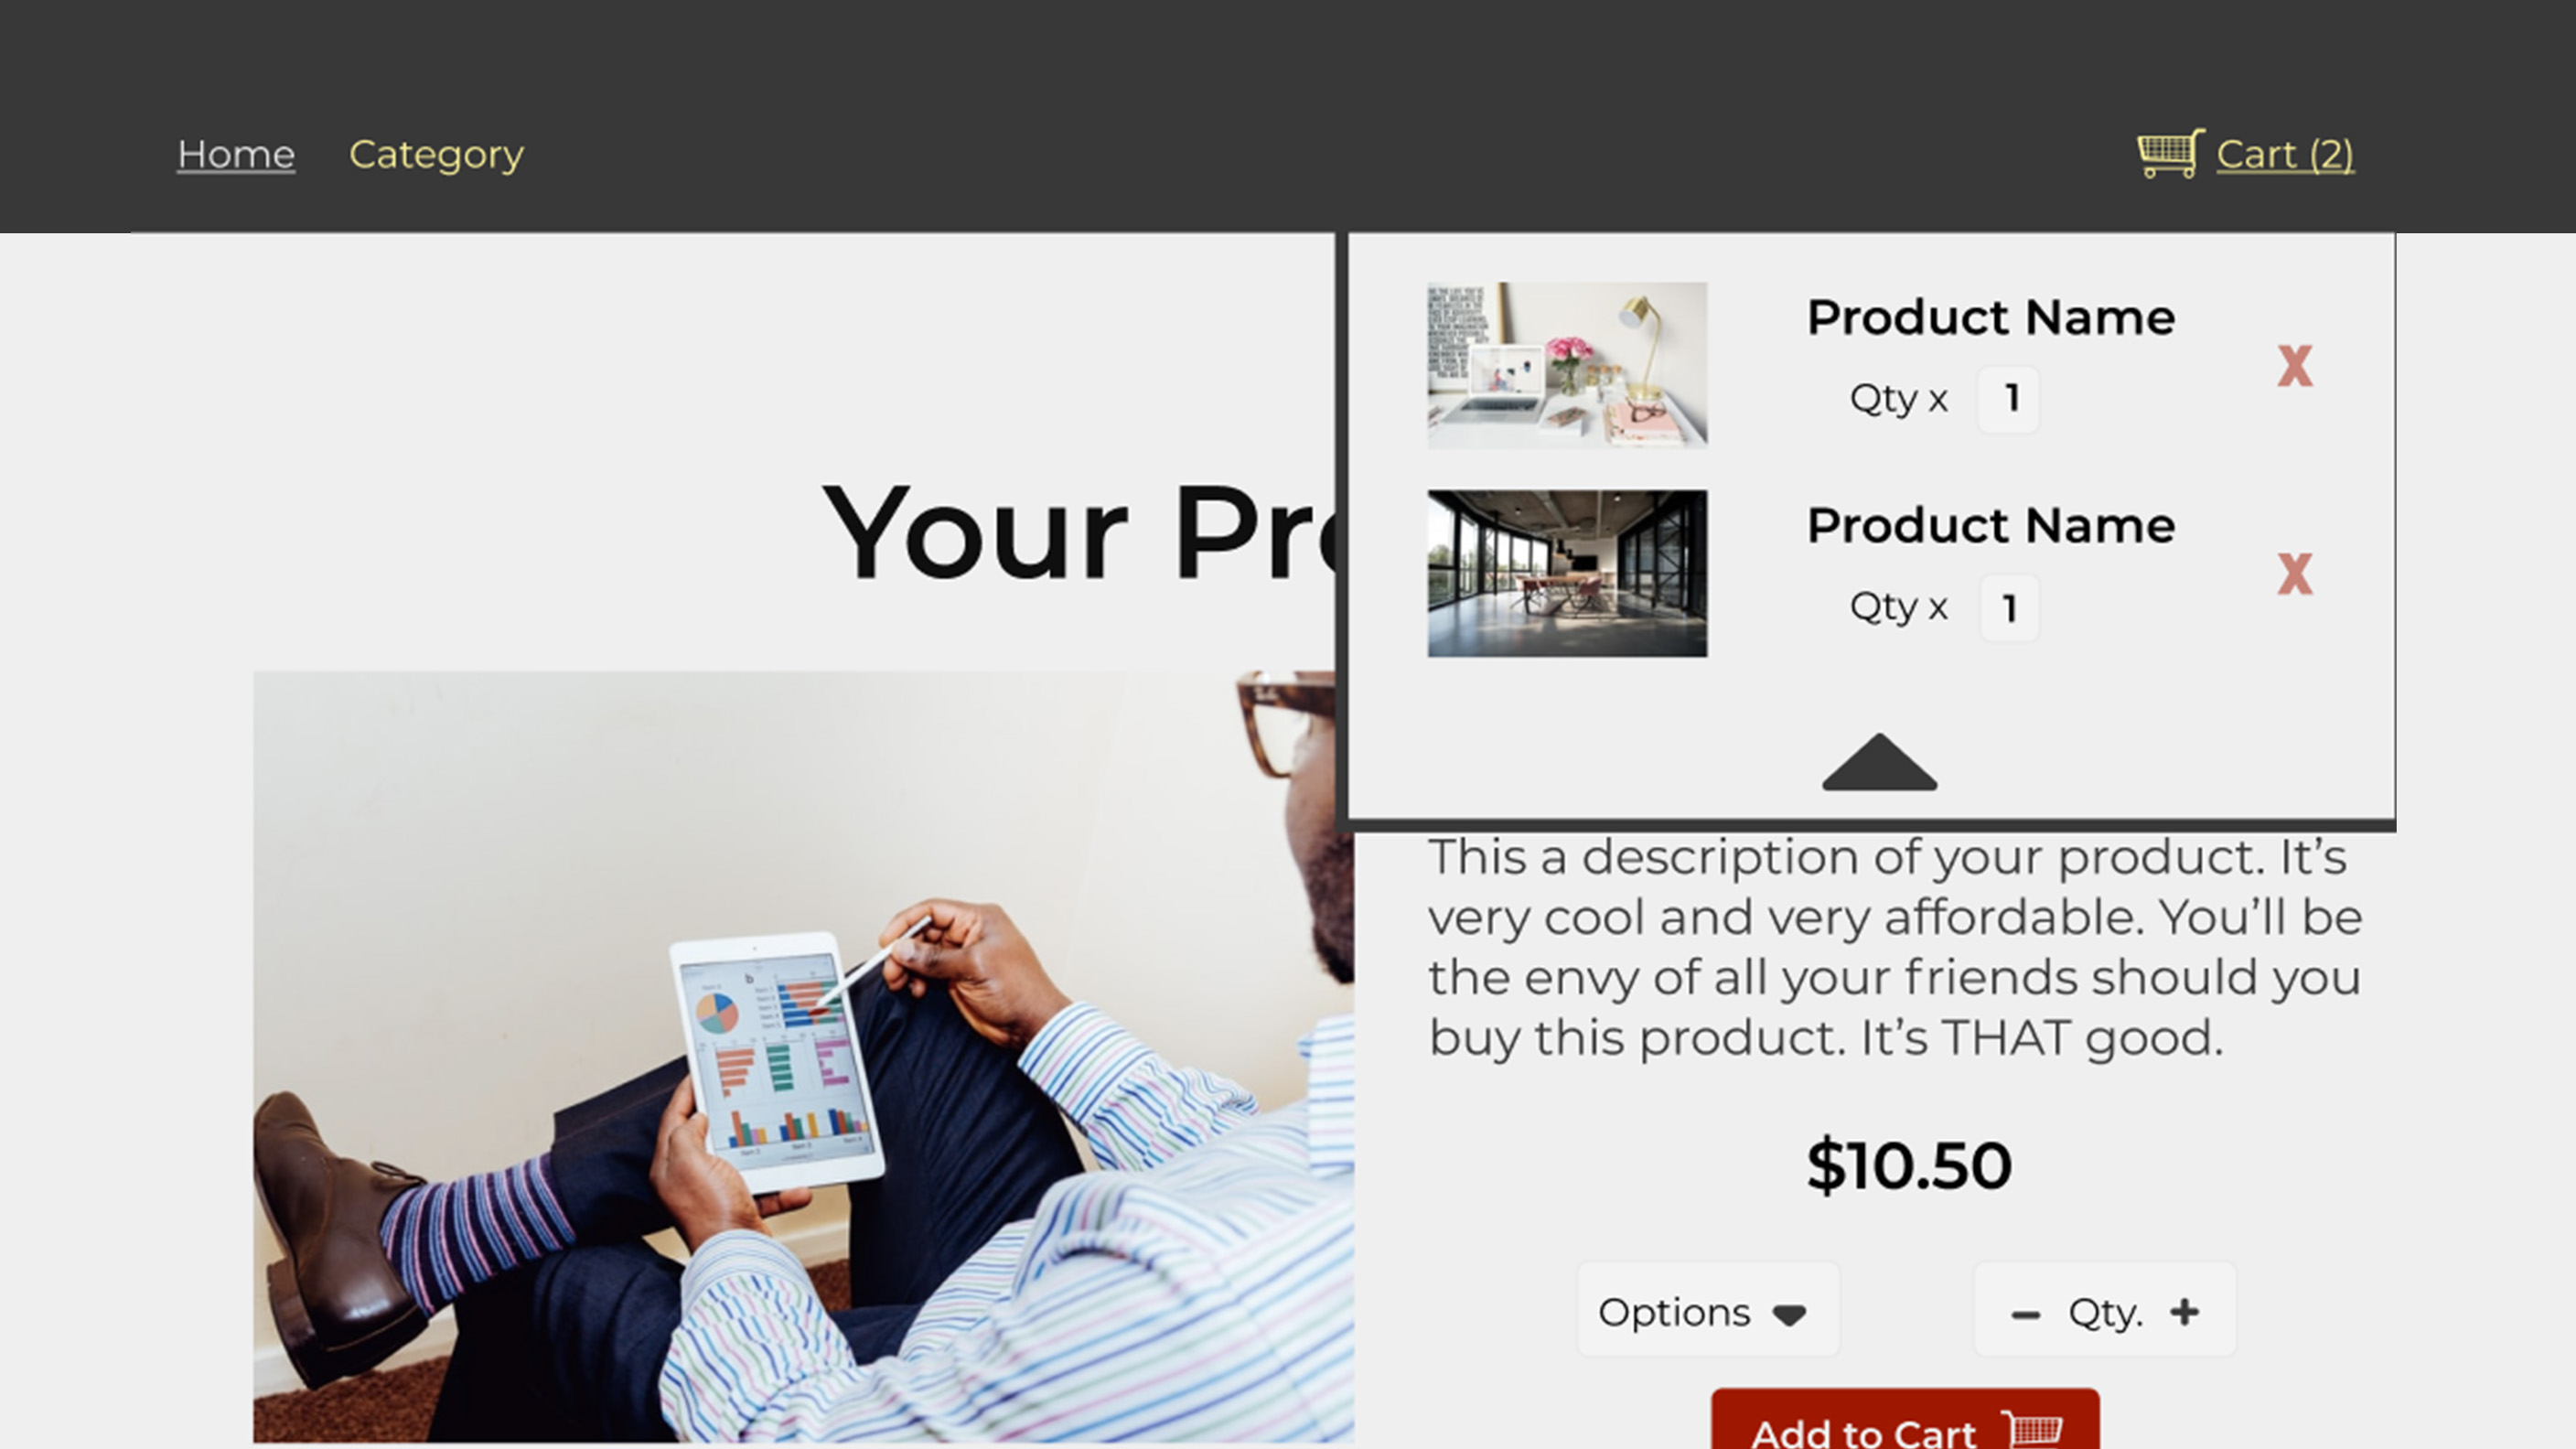 Home Category Cart (2)
Product Name
X
Qty x 1
Product Name
X
Qty x 1
Your Pro
This a description of your product. It’s
very cool and very affordable. You’ll be
the envy of all your friends should you
buy this product. It’s THAT good.
$10.50
Options - Qty. +
Add to Cart